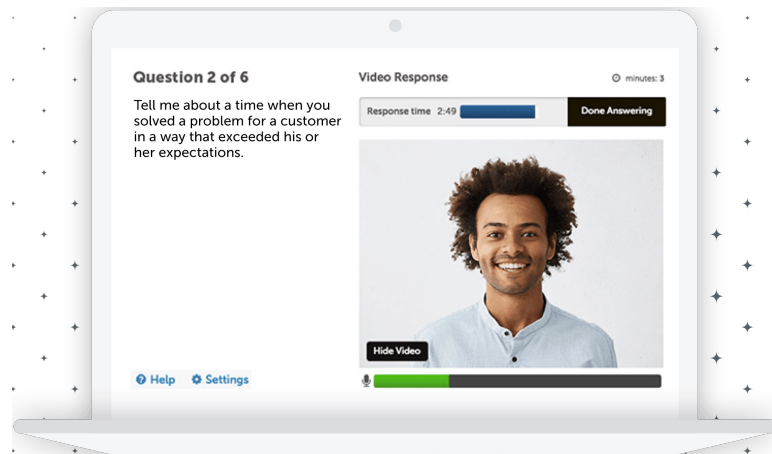 Question 2 of 6
Tell me about a time when you
solved a problem for a customer
in a way that exceeded his or
her expectations.
Help Settings
Video Response
minutes: 3
Response time 2:49
Done Answering
Hide Video